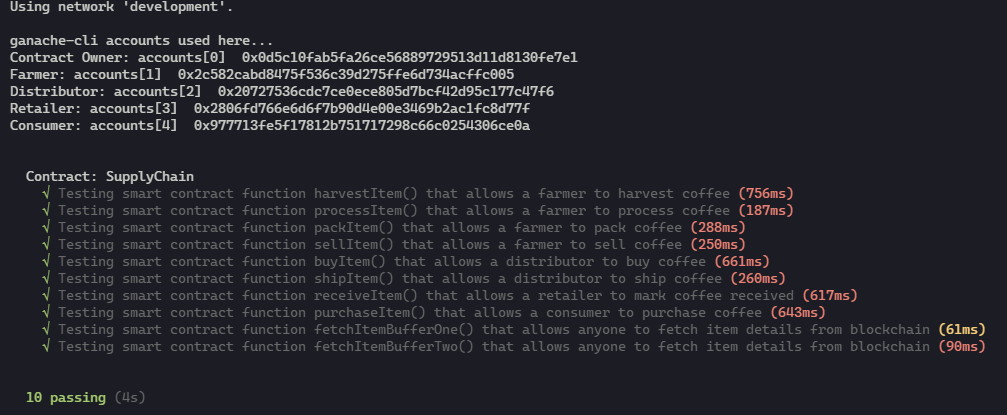 Using network 'development'.
ganache-cli accounts used here...
Contract Owner: accounts[0]  0x0d5c10fab5fa26ce56889729513d11d8130fe7e1
Farmer: accounts[1]  0x2c582cabd8475f536c39d275ffe6d734acffc005
Distributor: accounts[2]  0x20727536cdc7ce0ece805d7bcf42d95c177c47f6
Retailer: accounts[3]  0x2806fd766e6d6f7b90d4e00e3469b2ac1fc8d77f
Consumer: accounts[4]  0x977713fe5f17812b751717298c66c0254306ce0a
Contract: SupplyChain
√ Testing smart contract function harvestItem() that allows a farmer to harvest coffee (756ms)
√ Testing smart contract function processItem() that allows a farmer to process coffee (187ms)
√ Testing smart contract function packItem() that allows a farmer to pack coffee (288ms)
√ Testing smart contract function sellItem() that allows a farmer to sell coffee (250ms)
√ Testing smart contract function buyItem() that allows a distributor to buy coffee (661ms)
√ Testing smart contract function shipItem() that allows a distributor to ship coffee (260ms)
√ Testing smart contract function receiveItem() that allows a retailer to mark coffee received (617ms)
√ Testing smart contract function purchaseItem() that allows a consumer to purchase coffee (643ms)
√ Testing smart contract function fetchItemBufferOne() that allows anyone to fetch item details from blockchain (61ms)
√ Testing smart contract function fetchItemBufferTwo() that allows anyone to fetch item details from blockchain (90ms)
10 passing (4s)